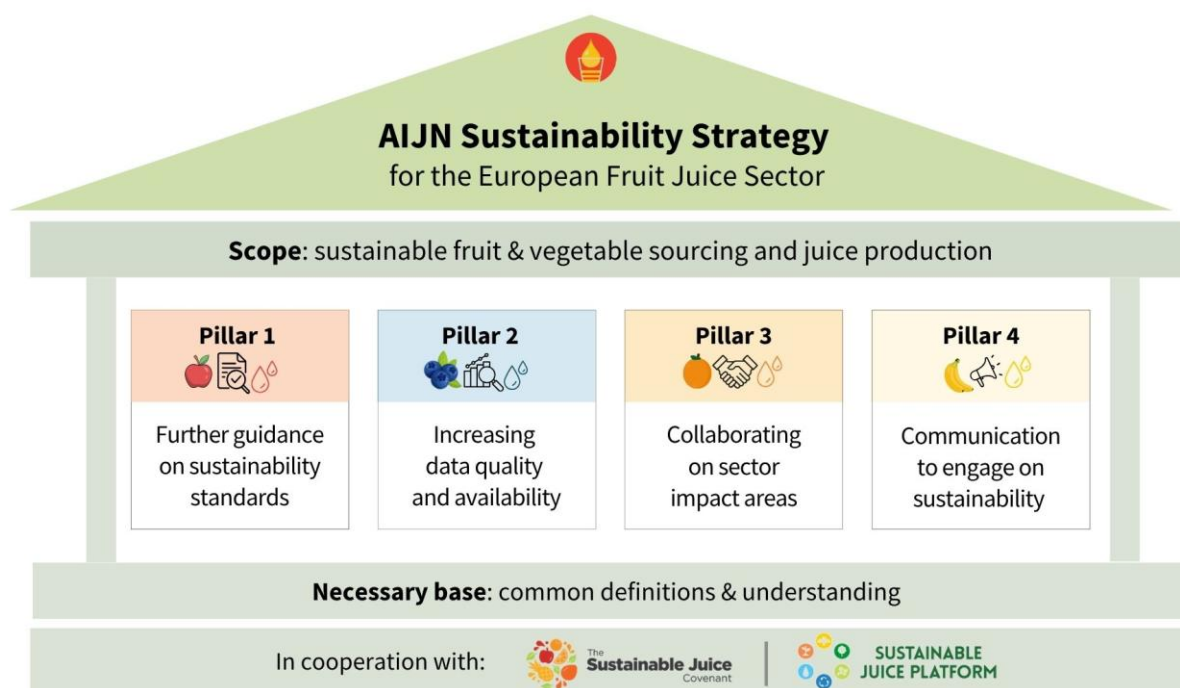 AIJN Sustainability Strategy
for the European Fruit Juice Sector
Scope: sustainable fruit & vegetable sourcing and juice production
Pillar 1
Further guidance
on sustainability
standards
Pillar 2
Increasing
data quality
and availability
Pillar 3
Collaborating
on sector
impact areas
Pillar 4
Communication
to engage on
sustainability
Necessary base: common definitions & understanding
In cooperation with:
The
Sustainable Juice
Covenant
SUSTAINABLE
JUICE PLATFORM